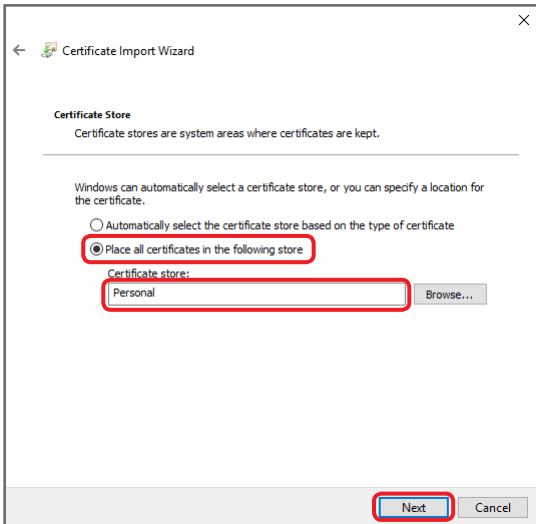 Certificate Import Wizard
Certificate Store
Certificate stores are system areas where certificates are kept.
Windows can automatically select a certificate store, or you can specify a location for
the certificate.
Automatically select the certificate store based on the type of certificate
Place all certificates in the following store
Certificate store:
Personal
Browse...
Next
Cancel